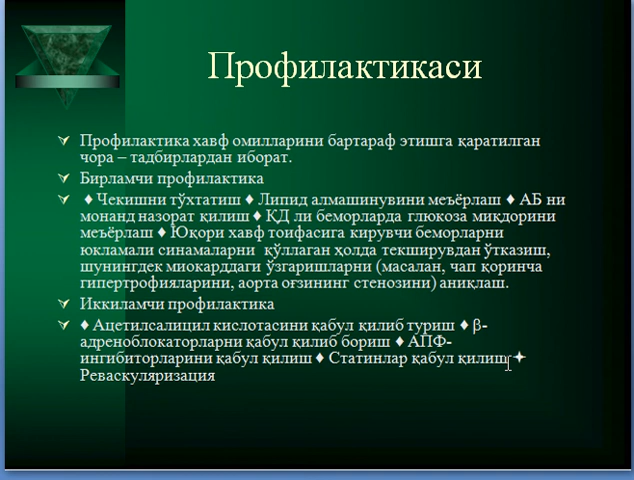 Профилактикаси
Профилактика хавф омилларини бартараф этишга қаратилган
чора – тадбирлардан иборат.
Бирламчи профилактика
♦ Чекишни тўхтатиш ♦ Липид алмашинувини меъёрлаш ♦ АБ ни
монанд назорат қилиш ♦ ҚД ли беморларда глюкоза миқдорини
меъёрлаш ♦ Юқори хавф тоифасига кирувчи беморларни
юкламали синамаларни қўллаган ҳолда текширувдан ўтказиш,
шунингдек миокарддаги ўзгаришларни (масалан, чап қоринча
гипертрофияларини, аорта оғзининг стенозини) аниқлаш.
Иккиламчи профилактика
♦ Ацетилсалицил кислотасини қабул қилиб туриш ♦ β-
адреноблокаторларни қабул қилиб бориш ♦ АПФ-
ингибиторларини қабул қилиш ♦ Статинлар қабул қилиш ✦
Реваскуляризация